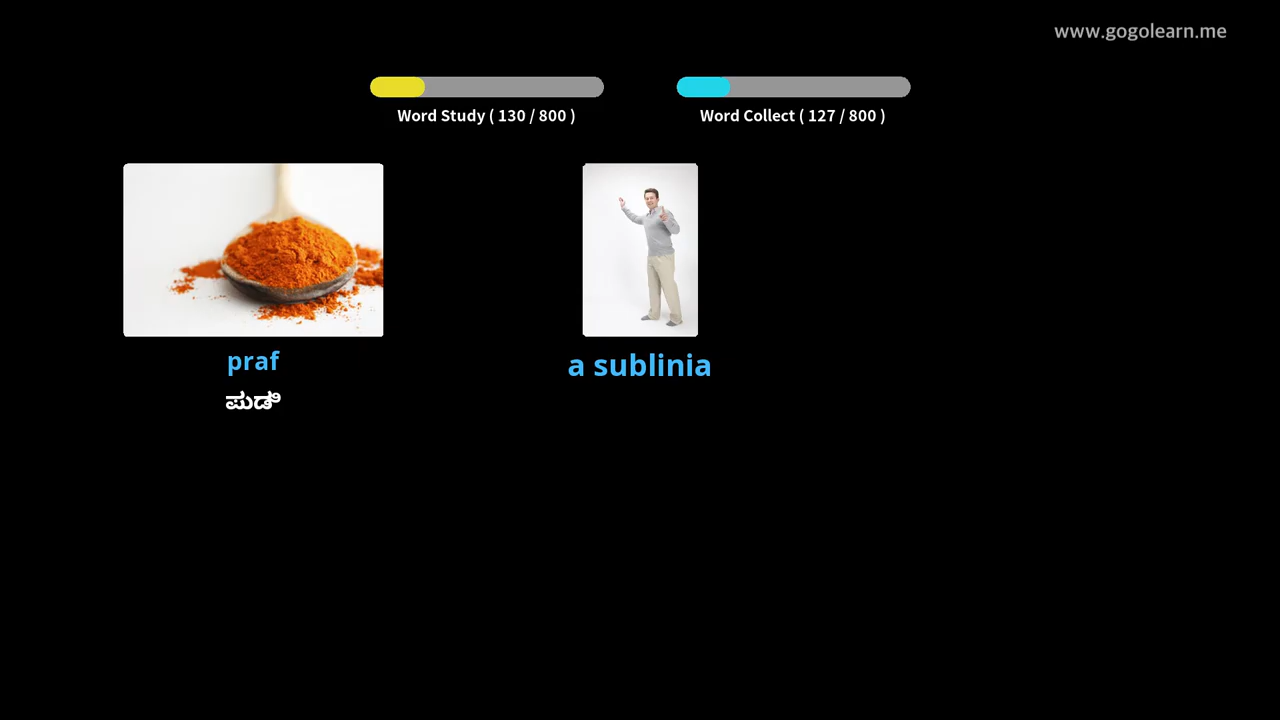 www.gogolearn.me
Word Study ( 130 / 800 )
Word Collect ( 127 / 800 )
praf
ಪುಡಿ
a sublinia